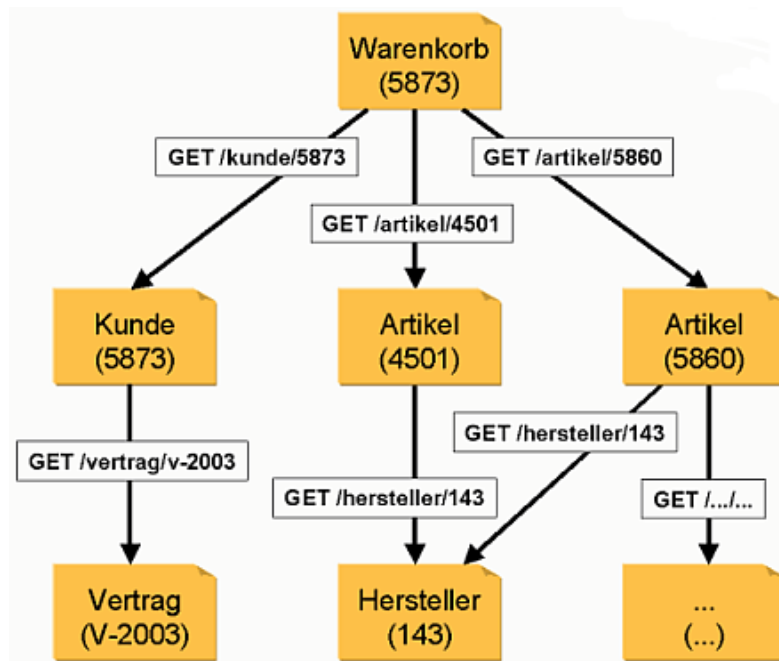 Warenkorb
(5873)
GET /kunde/5873
GET /artikel/5860
GET /artikel/4501
Kunde
(5873)
Artikel
(4501)
Artikel
(5860)
GET /hersteller/143
GET /vertrag/v-2003
GET /hersteller/143
GET /.../...
Vertrag
(V-2003)
Hersteller
(143)
...
(...)